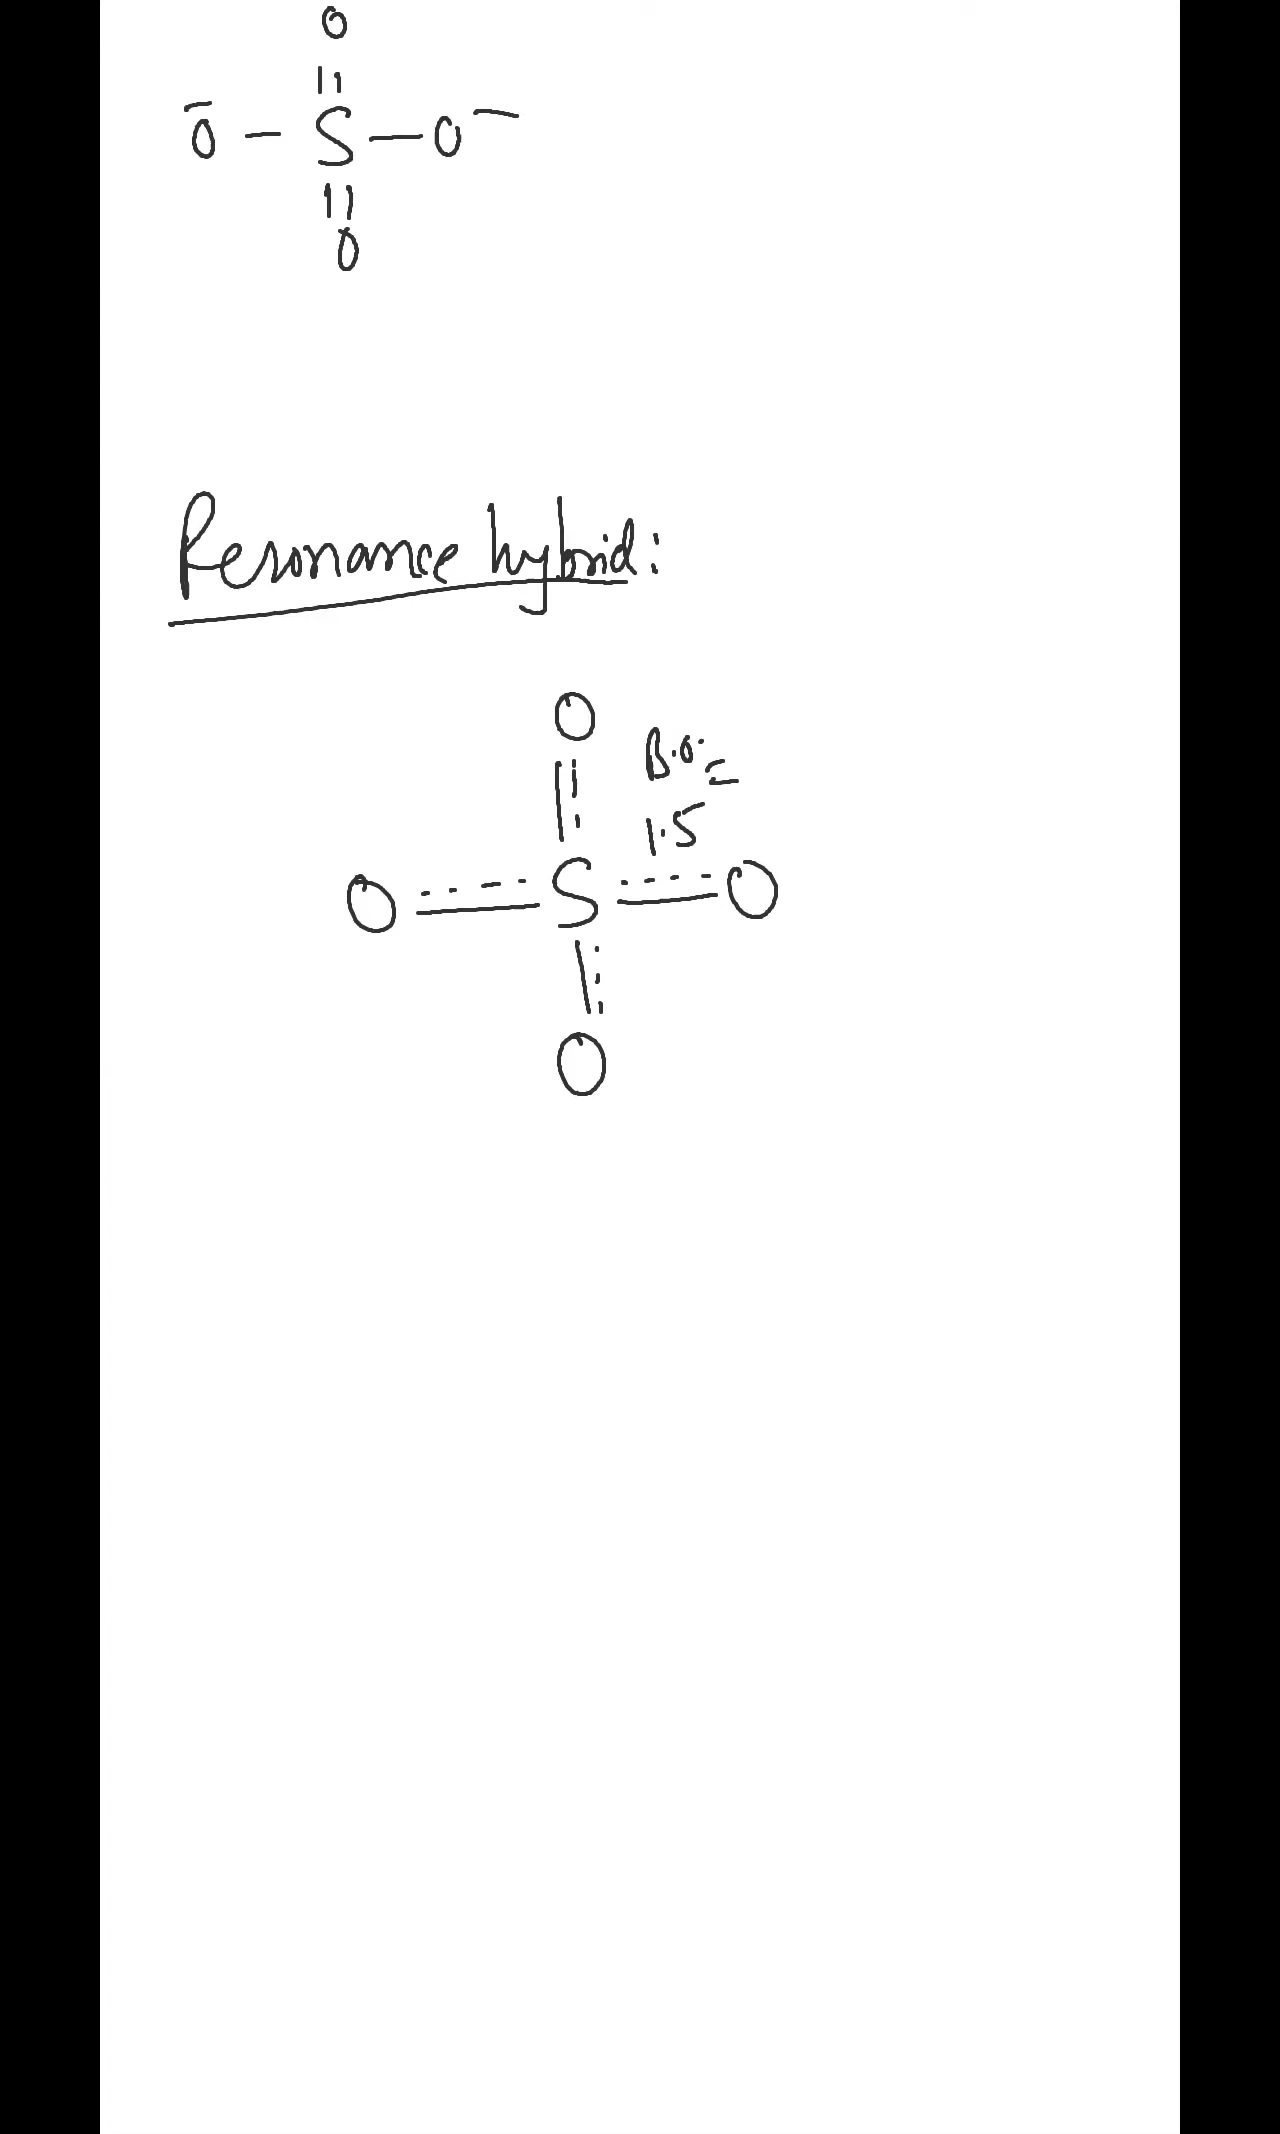 O
||
Ō - S - O⁻
||
O
Resonance hybrid:
O
B.O. =
1.5
O S O
O